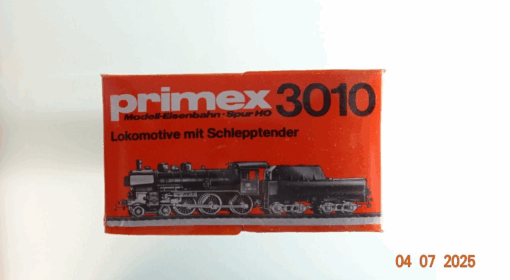 primex 3010
Modell-Eisenbahn · Spur HO
Lokomotive mit Schlepptender
04 07 2025